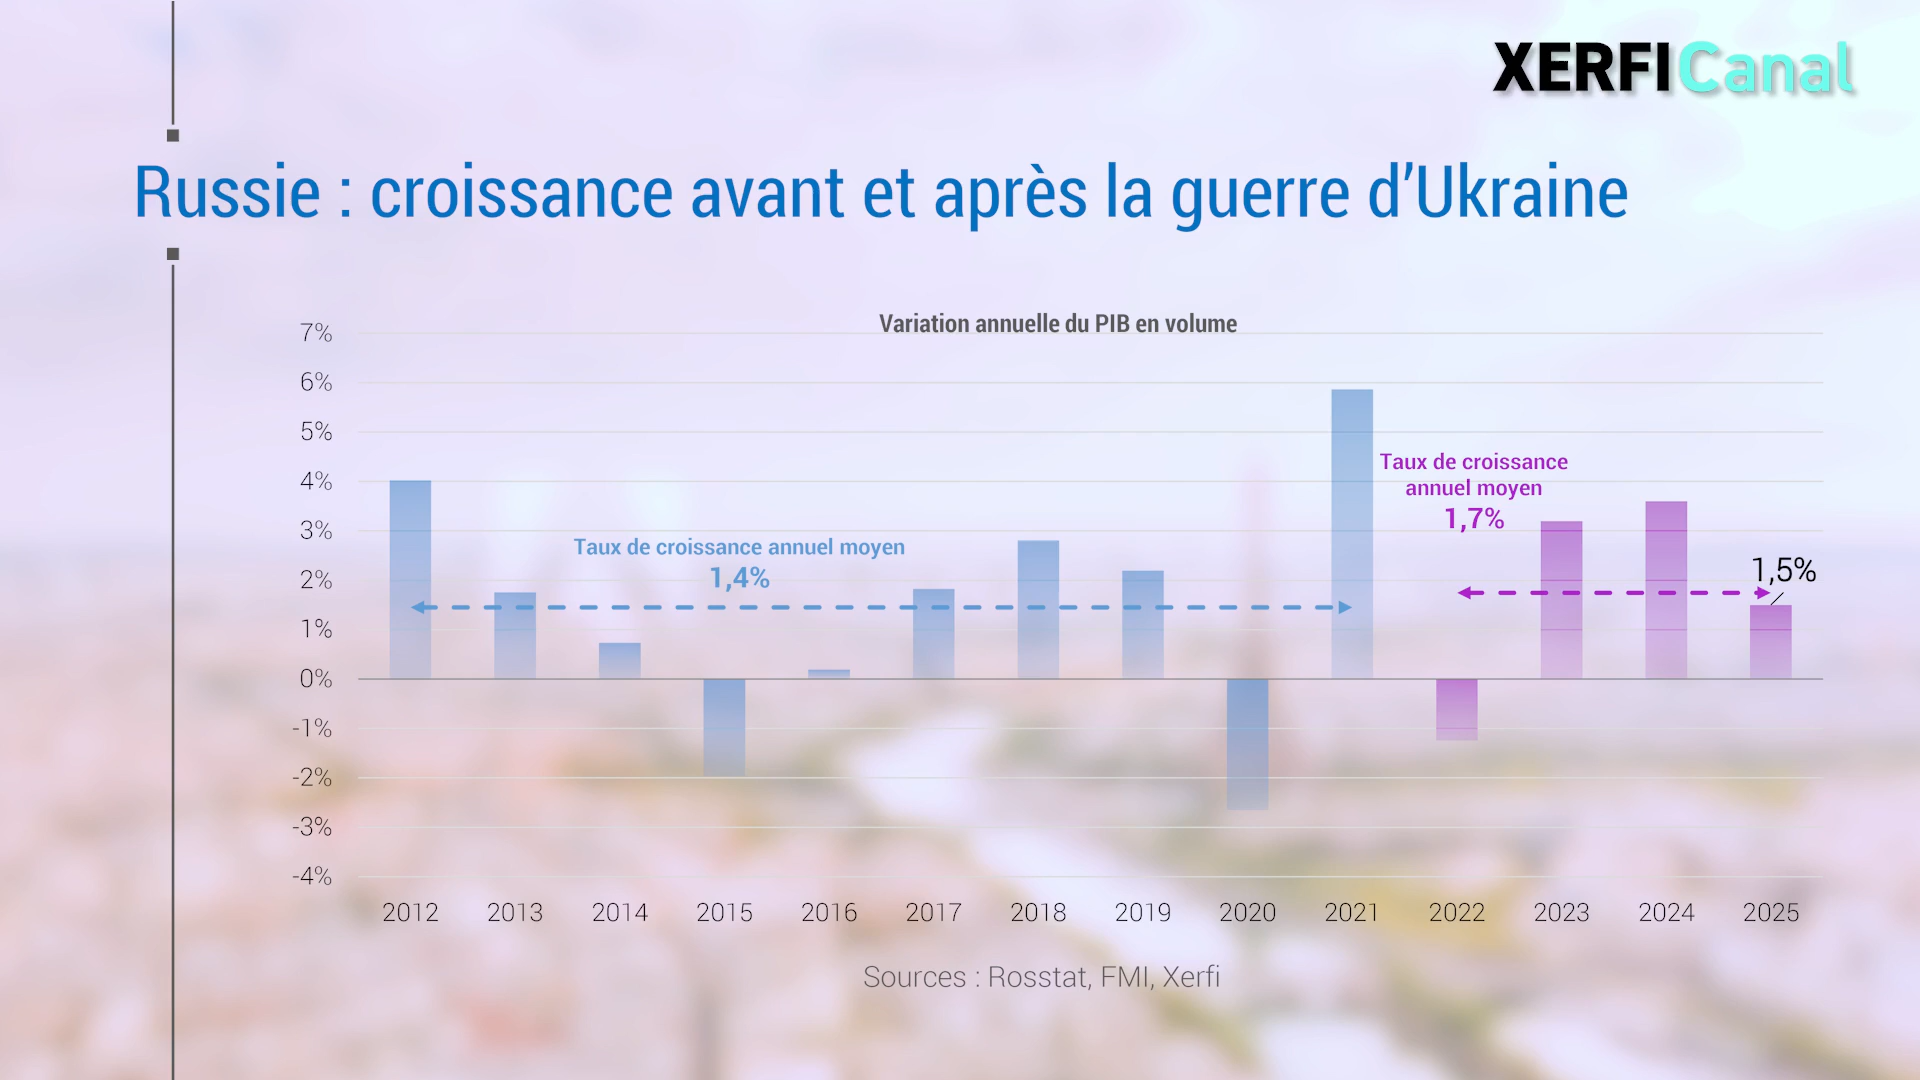 XERFI Canal
Russie : croissance avant et après la guerre d’Ukraine
Variation annuelle du PIB en volume
7%
6%
5%
4%
3%
2%
1%
0%
-1%
-2%
-3%
-4%
Taux de croissance annuel moyen
1,4%
Taux de croissance
annuel moyen
1,7%
1,5%
2012 2013 2014 2015 2016 2017 2018 2019 2020 2021 2022 2023 2024 2025
Sources : Rosstat, FMI, Xerfi